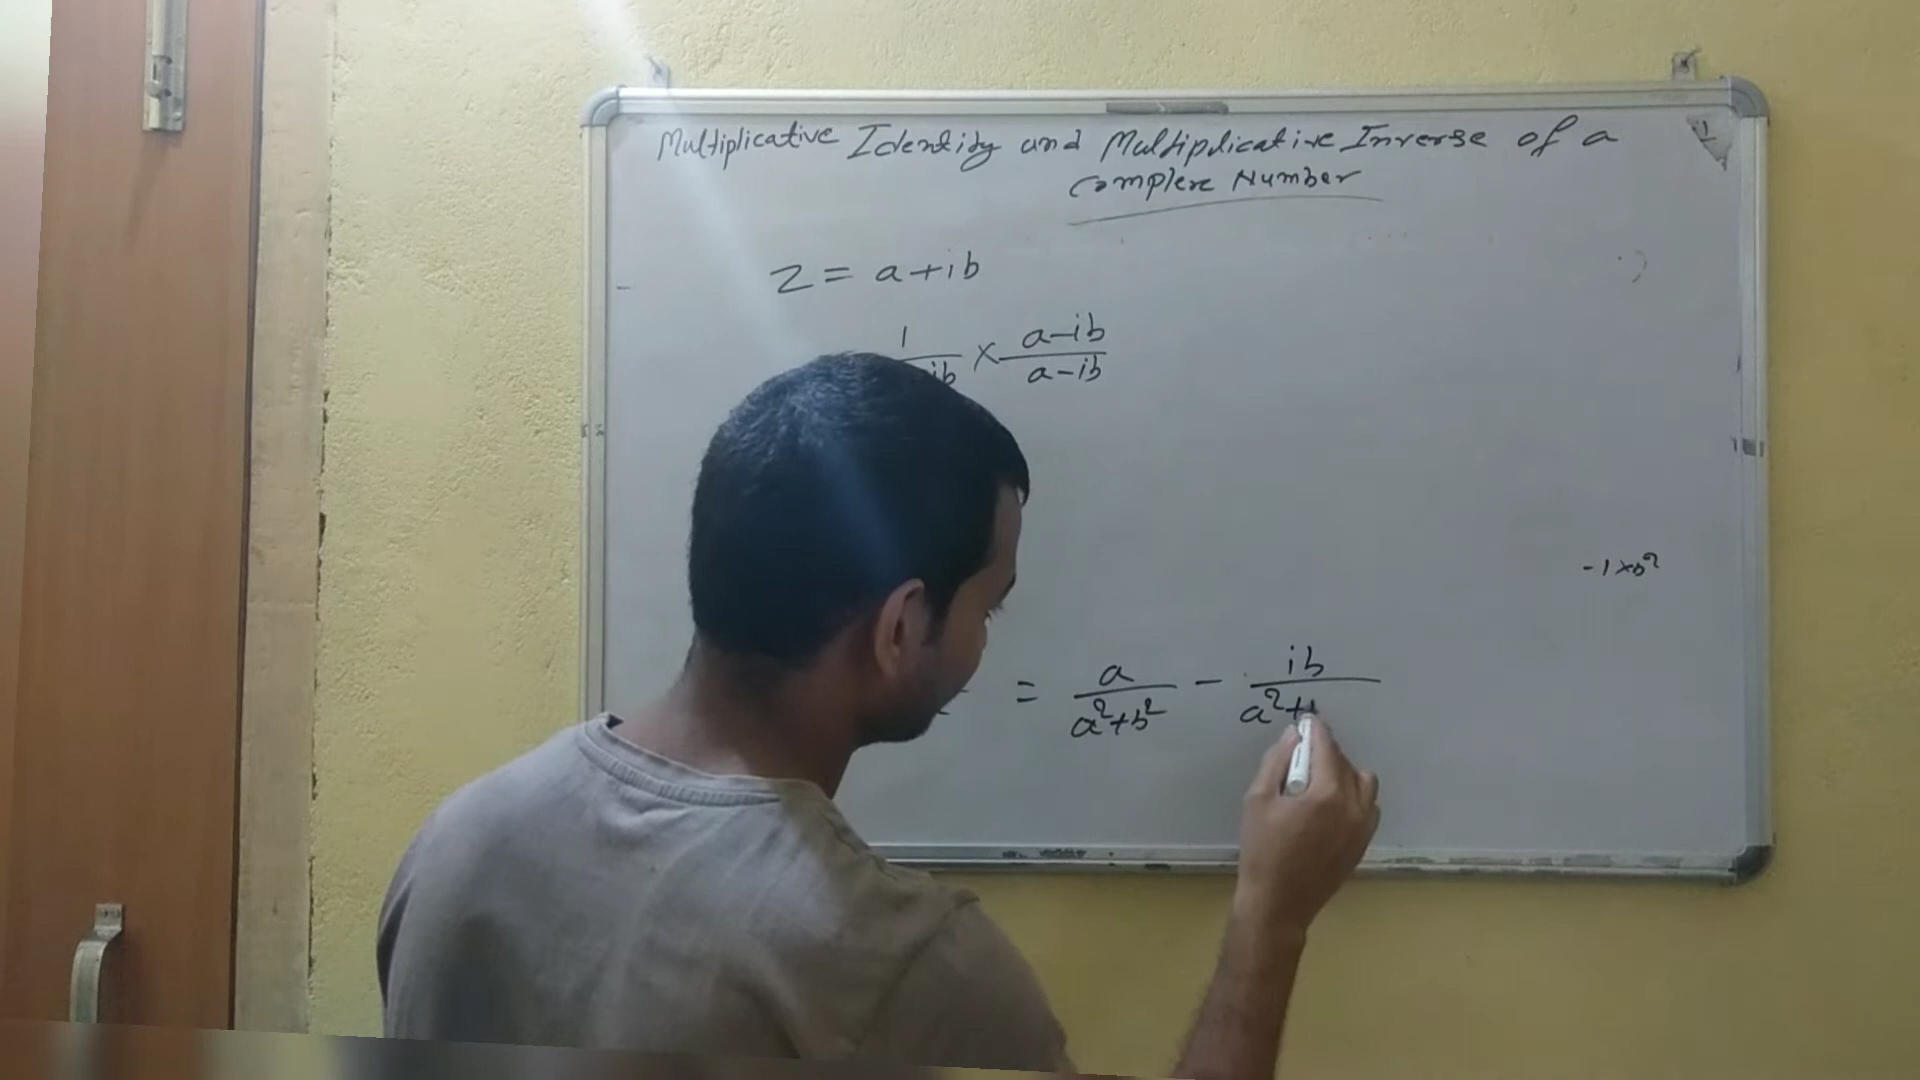 Multiplicative Identity and Multiplicative Inverse of a
Complex Number
z = a+ib
1/ib × a-ib/a-ib
-1×b²
= a/a²+b² - ib/a²+